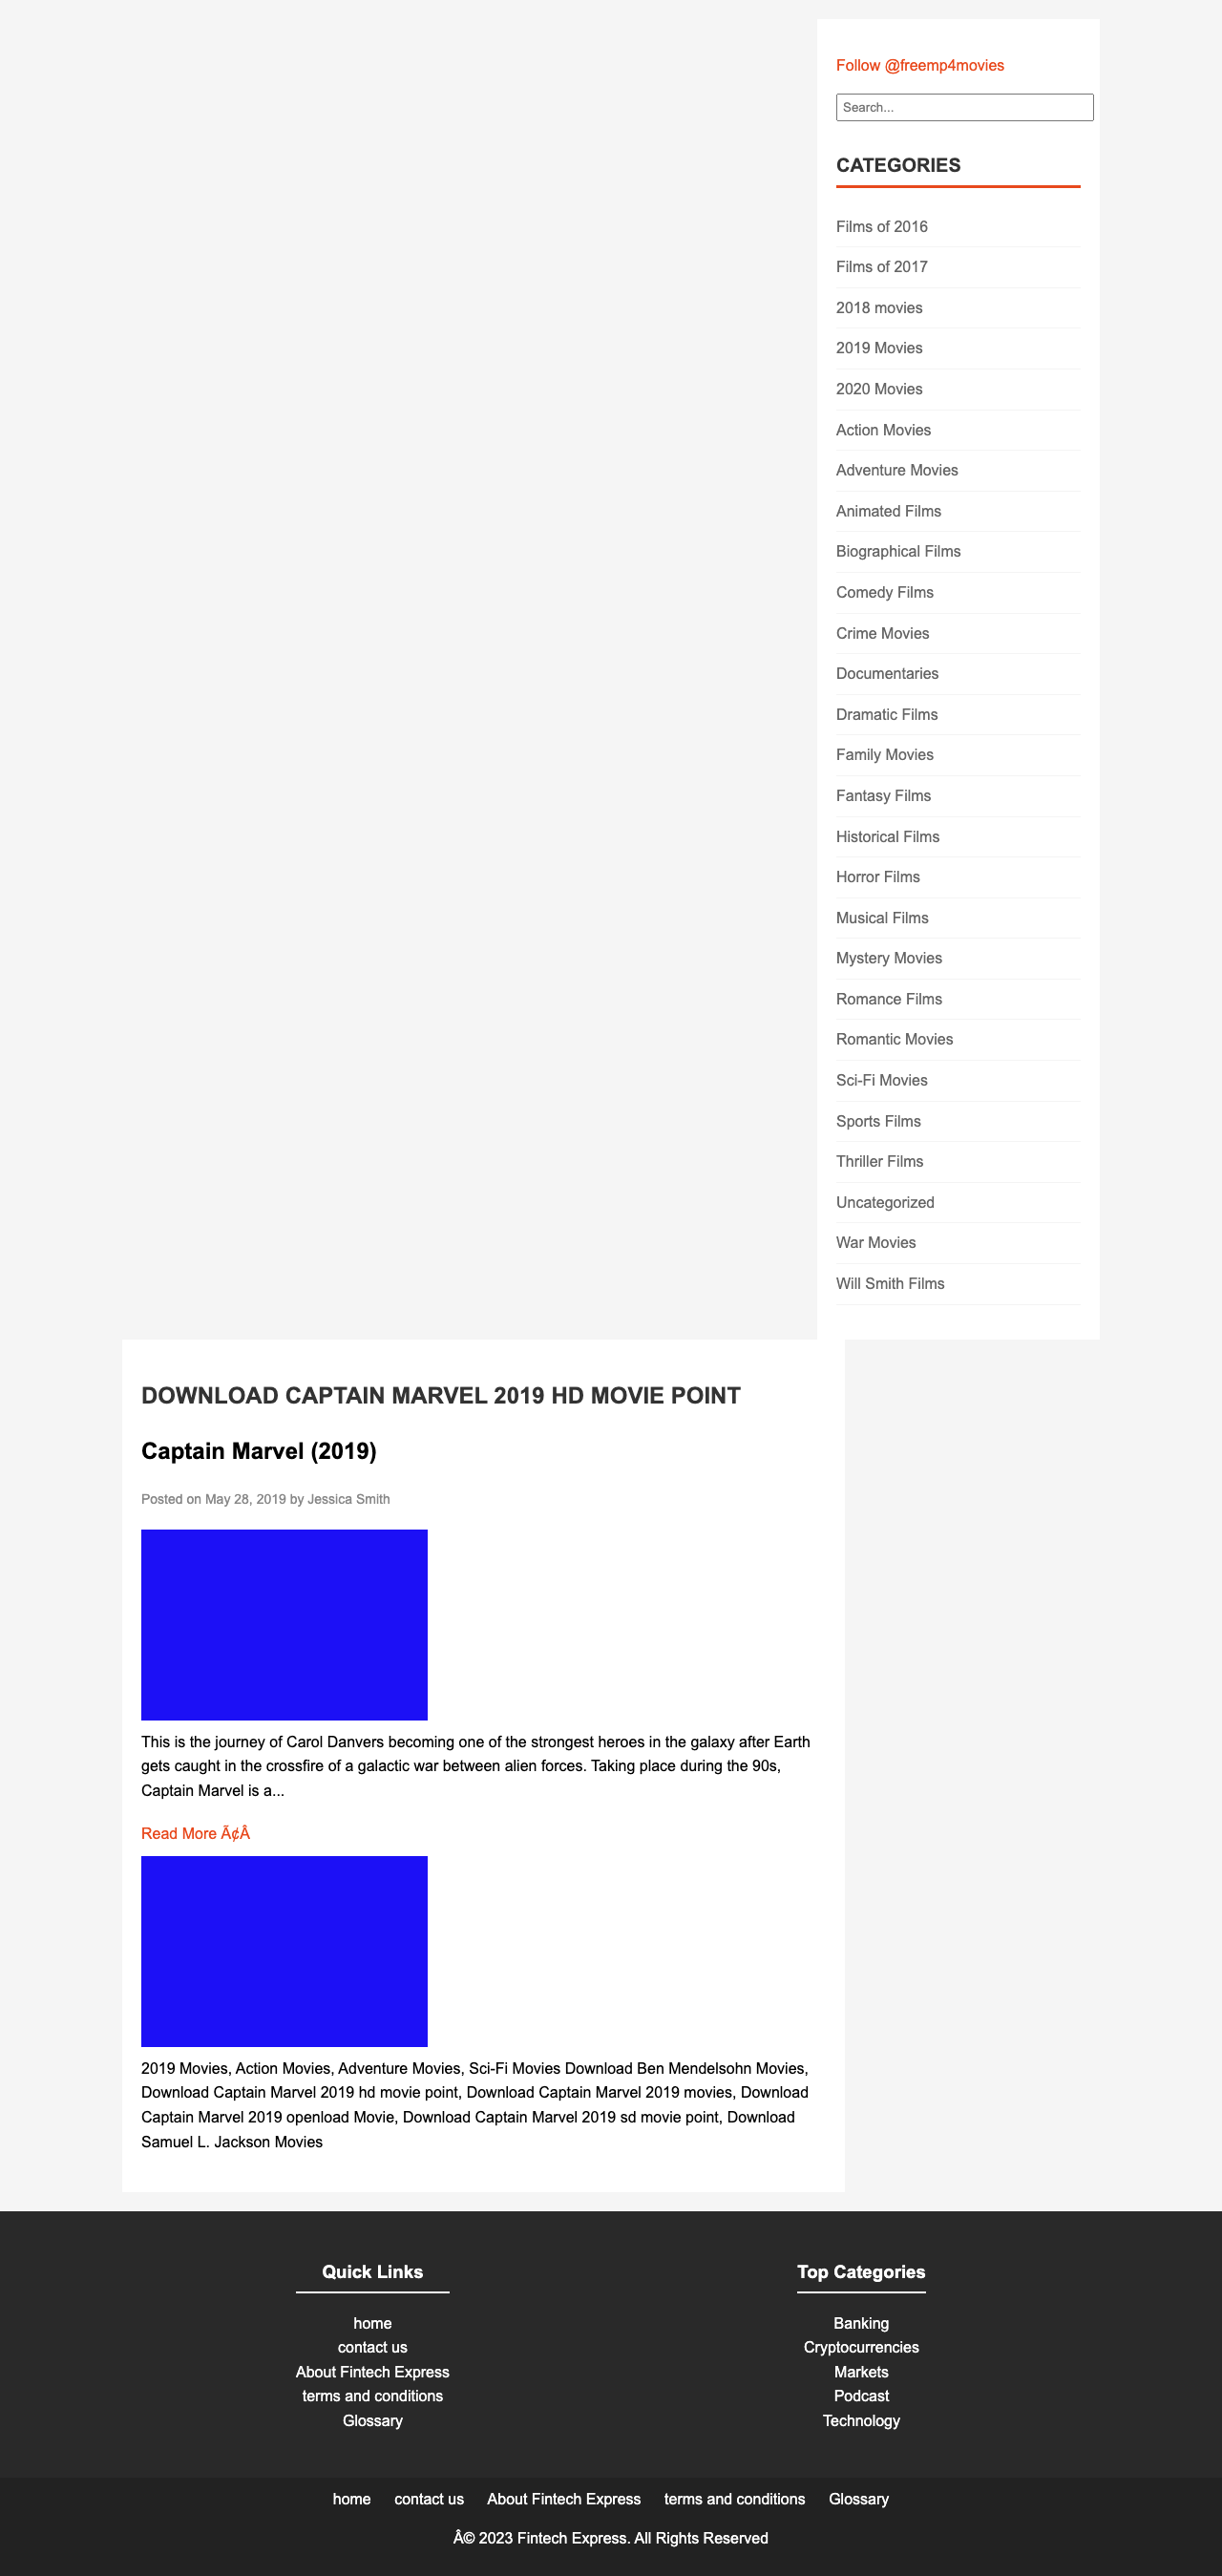 Follow @freemp4movies
Search...
CATEGORIES
Films of 2016
Films of 2017
2018 movies
2019 Movies
2020 Movies
Action Movies
Adventure Movies
Animated Films
Biographical Films
Comedy Films
Crime Movies
Documentaries
Dramatic Films
Family Movies
Fantasy Films
Historical Films
Horror Films
Musical Films
Mystery Movies
Romance Films
Romantic Movies
Sci-Fi Movies
Sports Films
Thriller Films
Uncategorized
War Movies
Will Smith Films
DOWNLOAD CAPTAIN MARVEL 2019 HD MOVIE POINT
Captain Marvel (2019)
Posted on May 28, 2019 by Jessica Smith
This is the journey of Carol Danvers becoming one of the strongest heroes in the galaxy after Earth
gets caught in the crossfire of a galactic war between alien forces. Taking place during the 90s,
Captain Marvel is a...
Read More Ã¢Â
2019 Movies, Action Movies, Adventure Movies, Sci-Fi Movies Download Ben Mendelsohn Movies,
Download Captain Marvel 2019 hd movie point, Download Captain Marvel 2019 movies, Download
Captain Marvel 2019 openload Movie, Download Captain Marvel 2019 sd movie point, Download
Samuel L. Jackson Movies
Quick Links
home
contact us
About Fintech Express
terms and conditions
Glossary
Top Categories
Banking
Cryptocurrencies
Markets
Podcast
Technology
home contact us About Fintech Express terms and conditions Glossary
Â© 2023 Fintech Express. All Rights Reserved